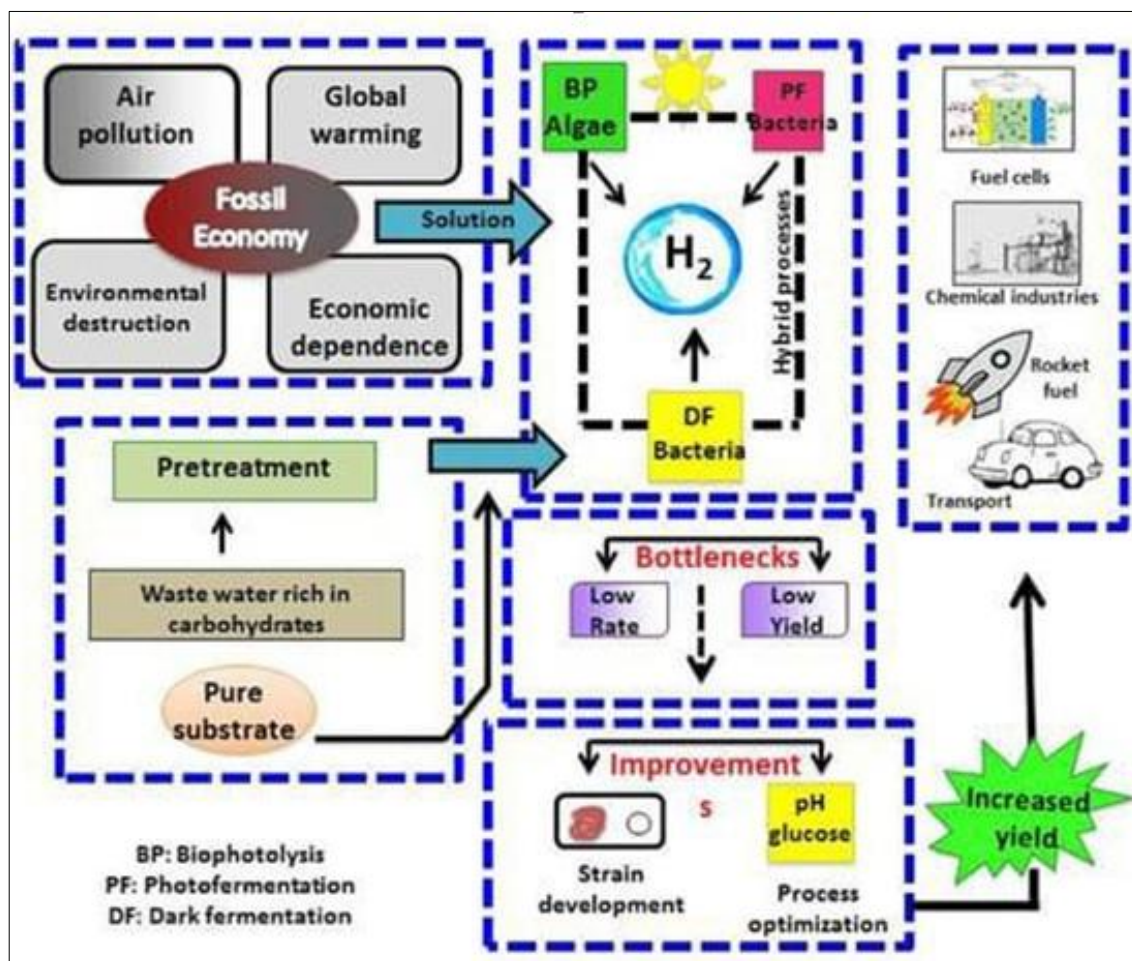 Air
pollution
Global
warming
Fossil
Economy
Environmental
destruction
Economic
dependence
Solution
BP
Algae
PF
Bacteria
H2
Hybrid processes
DF
Bacteria
Fuel cells
Chemical industries
Rocket
fuel
Transport
Pretreatment
Waste water rich in
carbohydrates
Pure
substrate
Bottlenecks
Low
Rate
Low
Yield
Improvement
s
pH
glucose
Strain
development
Process
optimization
Increased
yield
BP: Biophotolysis
PF: Photofermentation
DF: Dark fermentation